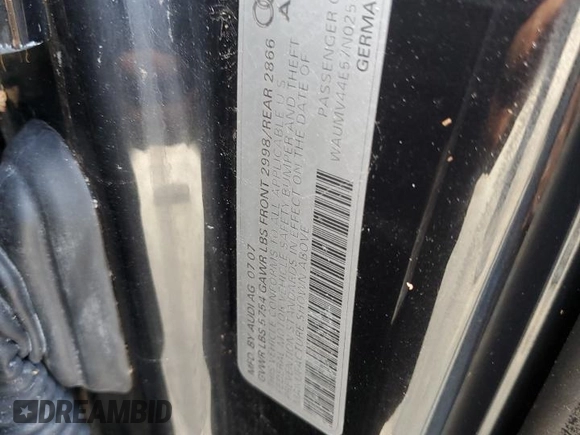 MFD. BY AUDI AG 07 07
GVWR LBS 5754 GAWR LBS FRONT 2998/REAR 2866
THIS VEHICLE CONFORMS TO ALL APPLICABLE U.S.
FEDERAL MOTOR VEHICLE SAFETY BUMPER AND THEFT
PREVENTION STANDARDS IN EFFECT ON THE DATE OF
MANUFACTURE SHOWN ABOVE
PASSENGER
GERMA
DREAMBID